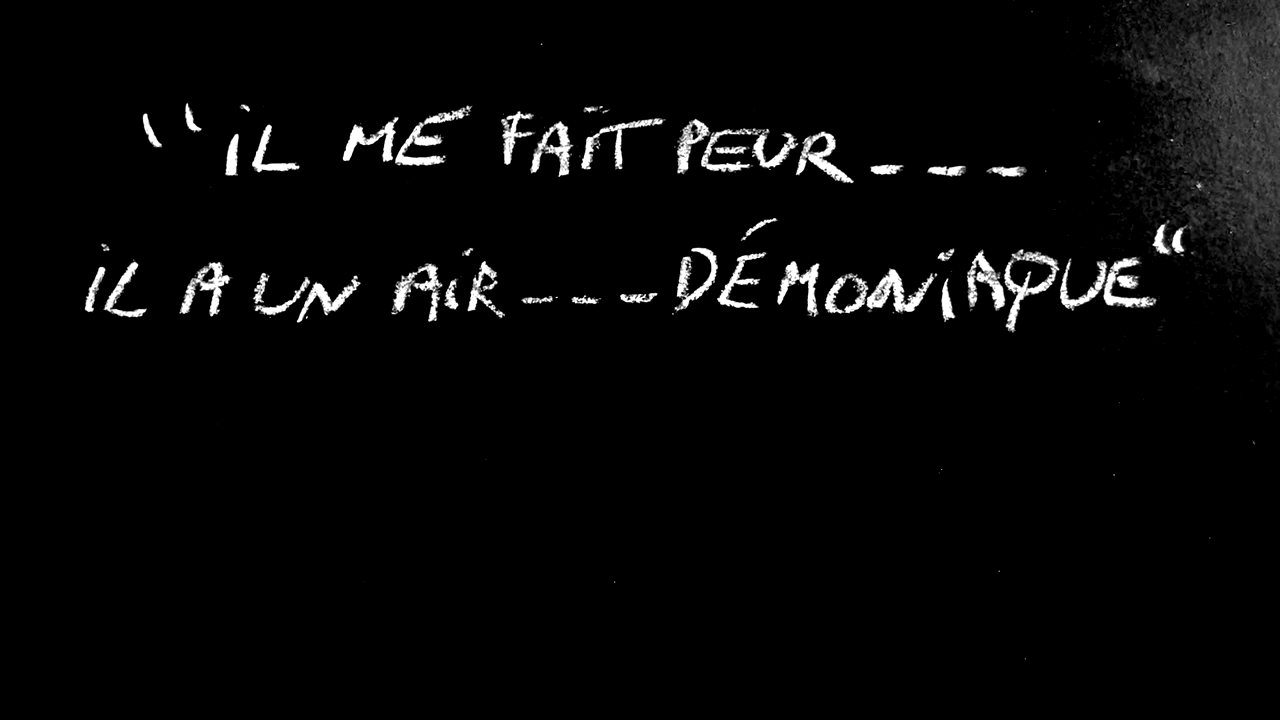 "iL ME FAiT PEUR---
iL A UN AiR---DÉMONiAQUE"